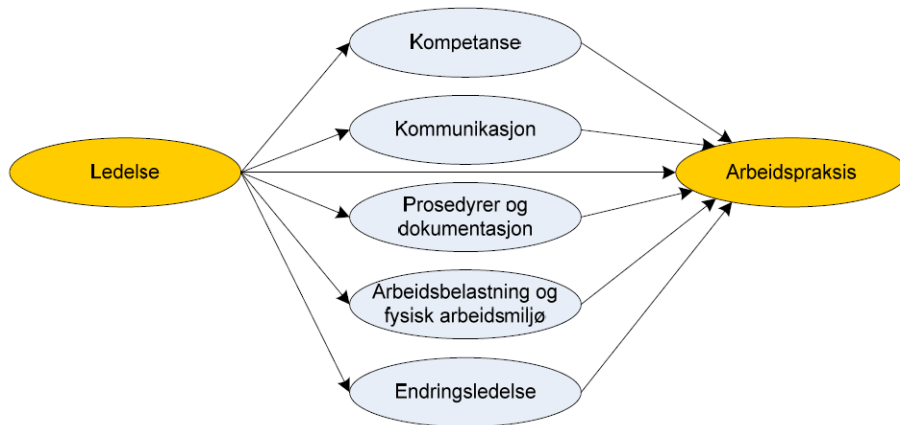 Kompetanse
Kommunikasjon
Ledelse
Arbeidspraksis
Prosedyrer og
dokumentasjon
Arbeidsbelastning og
fysisk arbeidsmiljø
Endringsledelse